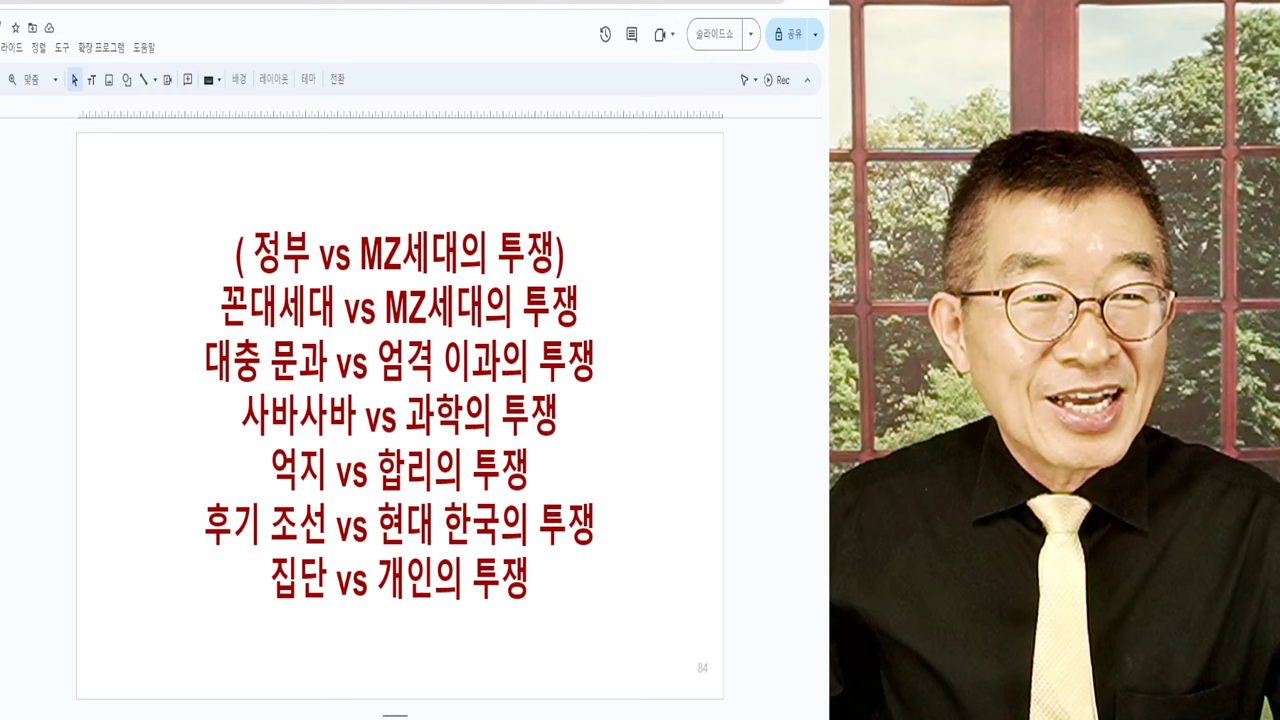 라이드 정렬 도구 확장 프로그램 도움말
슬라이드쇼
공유
맞춤
배경 레이아웃 테마 전환
Rec
( 정부 vs MZ세대의 투쟁)
꼰대세대 vs MZ세대의 투쟁
대충 문과 vs 엄격 이과의 투쟁
사바사바 vs 과학의 투쟁
억지 vs 합리의 투쟁
후기 조선 vs 현대 한국의 투쟁
집단 vs 개인의 투쟁
84